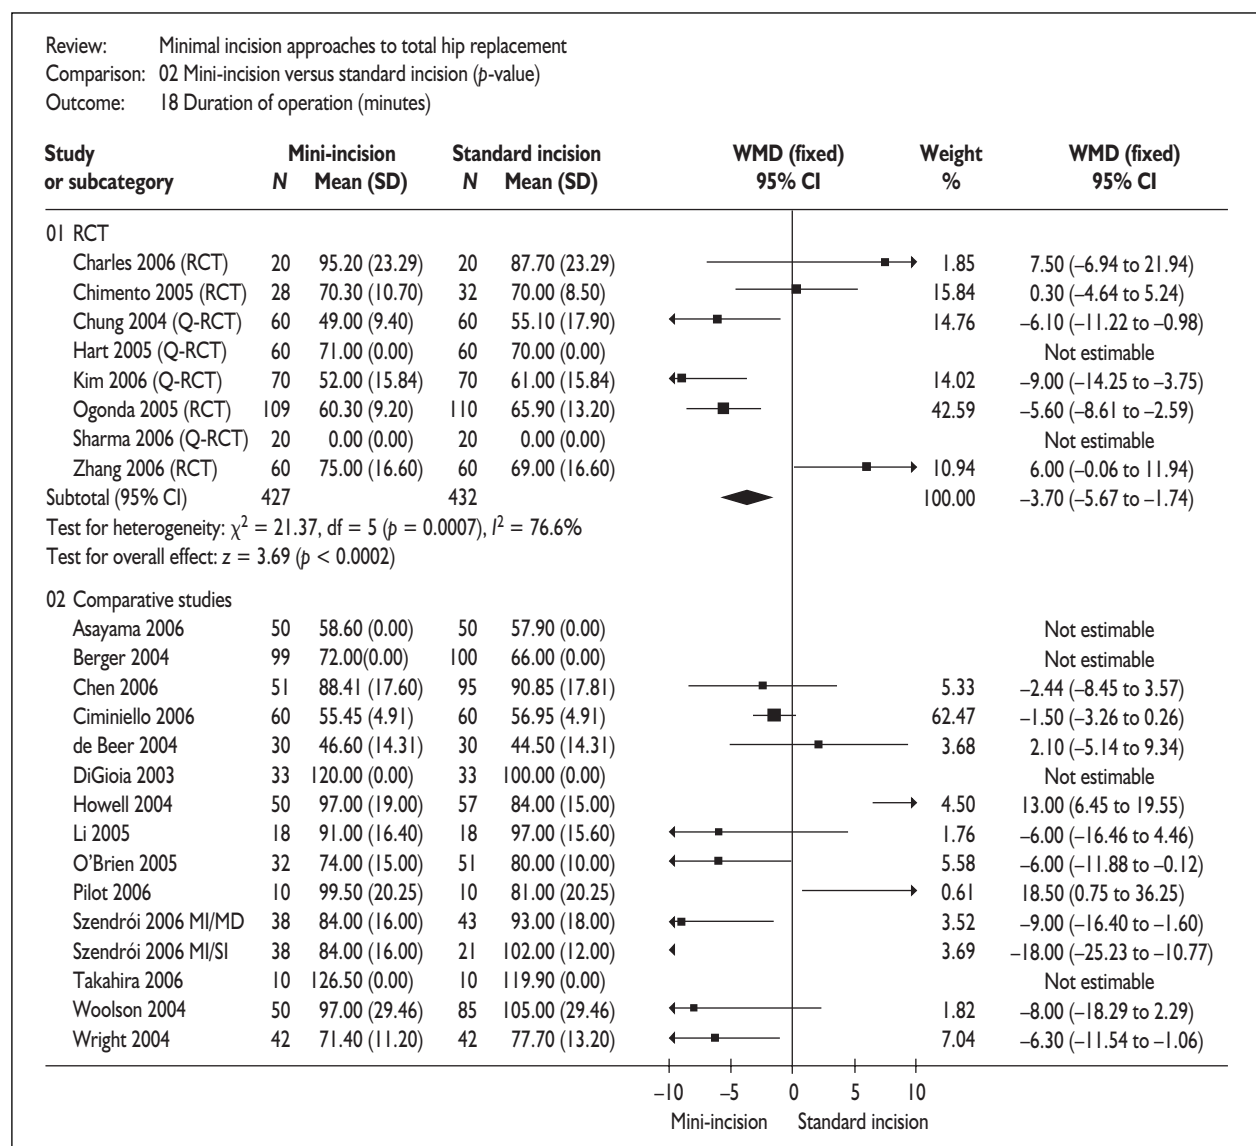 Review: Minimal incision approaches to total hip replacement
Comparison: 02 Mini-incision versus standard incision (p-value)
Outcome: 18 Duration of operation (minutes)
Study Mini-incision Standard incision WMD (fixed) Weight WMD (fixed)
or subcategory N Mean (SD) N Mean (SD) 95% CI % 95% CI
01 RCT
Charles 2006 (RCT) 20 95.20 (23.29) 20 87.70 (23.29) 1.85 7.50 (–6.94 to 21.94)
Chimento 2005 (RCT) 28 70.30 (10.70) 32 70.00 (8.50) 15.84 0.30 (–4.64 to 5.24)
Chung 2004 (Q-RCT) 60 49.00 (9.40) 60 55.10 (17.90) 14.76 –6.10 (–11.22 to –0.98)
Hart 2005 (Q-RCT) 60 71.00 (0.00) 60 70.00 (0.00) Not estimable
Kim 2006 (Q-RCT) 70 52.00 (15.84) 70 61.00 (15.84) 14.02 –9.00 (–14.25 to –3.75)
Ogonda 2005 (RCT) 109 60.30 (9.20) 110 65.90 (13.20) 42.59 –5.60 (–8.61 to –2.59)
Sharma 2006 (Q-RCT) 20 0.00 (0.00) 20 0.00 (0.00) Not estimable
Zhang 2006 (RCT) 60 75.00 (16.60) 60 69.00 (16.60) 10.94 6.00 (–0.06 to 11.94)
Subtotal (95% CI) 427 432 100.00 –3.70 (–5.67 to –1.74)
Test for heterogeneity: χ² = 21.37, df = 5 (p = 0.0007), I² = 76.6%
Test for overall effect: z = 3.69 (p < 0.0002)
02 Comparative studies
Asayama 2006 50 58.60 (0.00) 50 57.90 (0.00) Not estimable
Berger 2004 99 72.00(0.00) 100 66.00 (0.00) Not estimable
Chen 2006 51 88.41 (17.60) 95 90.85 (17.81) 5.33 –2.44 (–8.45 to 3.57)
Ciminiello 2006 60 55.45 (4.91) 60 56.95 (4.91) 62.47 –1.50 (–3.26 to 0.26)
de Beer 2004 30 46.60 (14.31) 30 44.50 (14.31) 3.68 2.10 (–5.14 to 9.34)
DiGioia 2003 33 120.00 (0.00) 33 100.00 (0.00) Not estimable
Howell 2004 50 97.00 (19.00) 57 84.00 (15.00) 4.50 13.00 (6.45 to 19.55)
Li 2005 18 91.00 (16.40) 18 97.00 (15.60) 1.76 –6.00 (–16.46 to 4.46)
O'Brien 2005 32 74.00 (15.00) 51 80.00 (10.00) 5.58 –6.00 (–11.88 to –0.12)
Pilot 2006 10 99.50 (20.25) 10 81.00 (20.25) 0.61 18.50 (0.75 to 36.25)
Szendrói 2006 MI/MD 38 84.00 (16.00) 43 93.00 (18.00) 3.52 –9.00 (–16.40 to –1.60)
Szendrói 2006 MI/SI 38 84.00 (16.00) 21 102.00 (12.00) 3.69 –18.00 (–25.23 to –10.77)
Takahira 2006 10 126.50 (0.00) 10 119.90 (0.00) Not estimable
Woolson 2004 50 97.00 (29.46) 85 105.00 (29.46) 1.82 –8.00 (–18.29 to 2.29)
Wright 2004 42 71.40 (11.20) 42 77.70 (13.20) 7.04 –6.30 (–11.54 to –1.06)
–10 –5 0 5 10
Mini-incision Standard incision